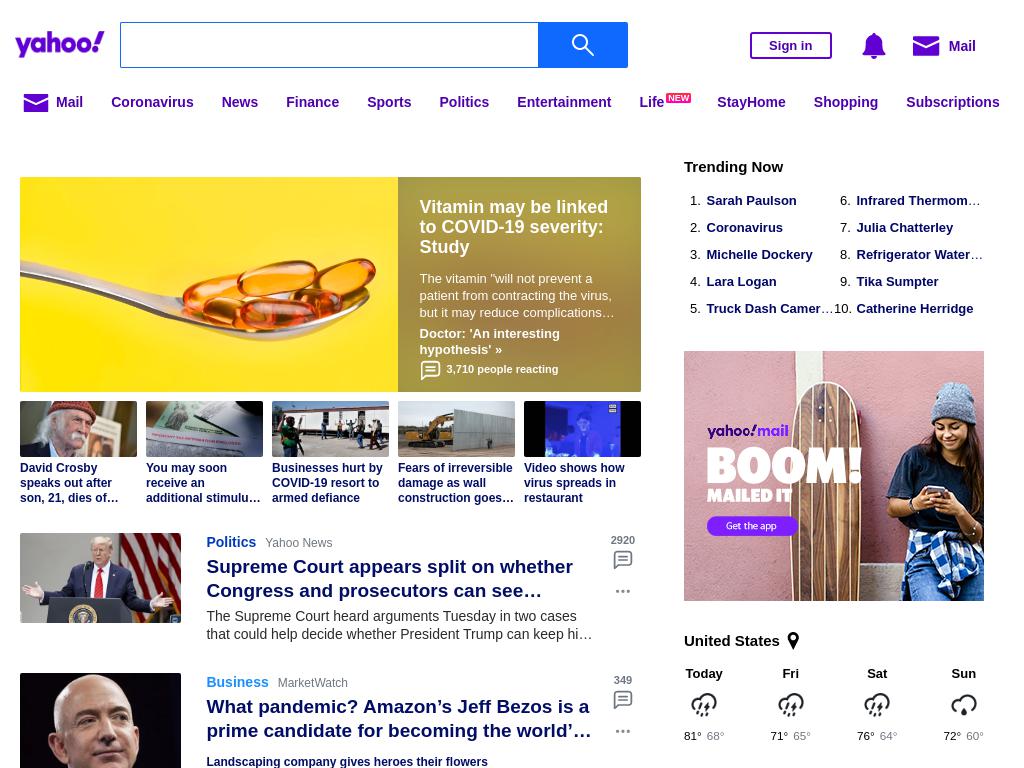 yahoo!
Sign in
Mail
Mail
Coronavirus
News
Finance
Sports
Politics
Entertainment
Life NEW
StayHome
Shopping
Subscriptions
Vitamin may be linked
to COVID-19 severity:
Study
The vitamin "will not prevent a
patient from contracting the virus,
but it may reduce complications…
Doctor: 'An interesting
hypothesis' »
3,710 people reacting
David Crosby
speaks out after
son, 21, dies of…
You may soon
receive an
additional stimulu…
Businesses hurt by
COVID-19 resort to
armed defiance
Fears of irreversible
damage as wall
construction goes…
Video shows how
virus spreads in
restaurant
Politics Yahoo News
2920
Supreme Court appears split on whether
Congress and prosecutors can see…
The Supreme Court heard arguments Tuesday in two cases
that could help decide whether President Trump can keep hi…
Business MarketWatch
349
What pandemic? Amazon's Jeff Bezos is a
prime candidate for becoming the world'…
Landscaping company gives heroes their flowers
Trending Now
1. Sarah Paulson
2. Coronavirus
3. Michelle Dockery
4. Lara Logan
5. Truck Dash Camer…
6. Infrared Thermom…
7. Julia Chatterley
8. Refrigerator Water…
9. Tika Sumpter
10. Catherine Herridge
yahoo!mail
BOOM!
MAILED IT
Get the app
United States
Today
81° 68°
Fri
71° 65°
Sat
76° 64°
Sun
72° 60°